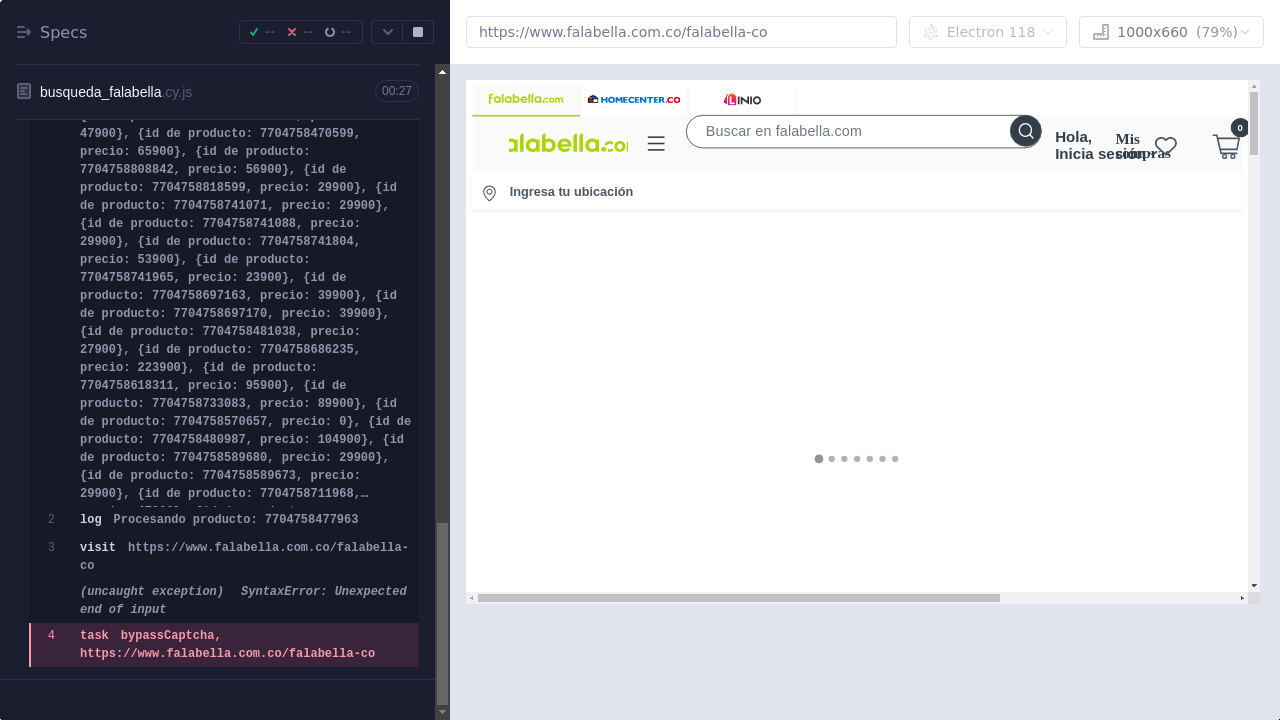 Specs
--
--
--
busqueda_falabella.cy.js
00:27
47900}, {id de producto: 7704758470599,
precio: 65900}, {id de producto:
7704758808842, precio: 56900}, {id de
producto: 7704758818599, precio: 29900}, {id
de producto: 7704758741071, precio: 29900},
{id de producto: 7704758741088, precio:
29900}, {id de producto: 7704758741804,
precio: 53900}, {id de producto:
7704758741965, precio: 23900}, {id de
producto: 7704758697163, precio: 39900}, {id
de producto: 7704758697170, precio: 39900},
{id de producto: 7704758481038, precio:
27900}, {id de producto: 7704758686235,
precio: 223900}, {id de producto:
7704758618311, precio: 95900}, {id de
producto: 7704758733083, precio: 89900}, {id
de producto: 7704758570657, precio: 0}, {id de
producto: 7704758480987, precio: 104900}, {id
de producto: 7704758589680, precio: 29900},
{id de producto: 7704758589673, precio:
29900}, {id de producto: 7704758711968,…
2 log Procesando producto: 7704758477963
3 visit https://www.falabella.com.co/falabella-
co
(uncaught exception) SyntaxError: Unexpected
end of input
4 task bypassCaptcha,
https://www.falabella.com.co/falabella-co
https://www.falabella.com.co/falabella-co
Electron 118
1000x660 (79%)
falabella.com
HOMECENTER.CO
LINIO
alabella.co
Buscar en falabella.com
Hola,
Inicia sesión
Mis
compras
0
Ingresa tu ubicación